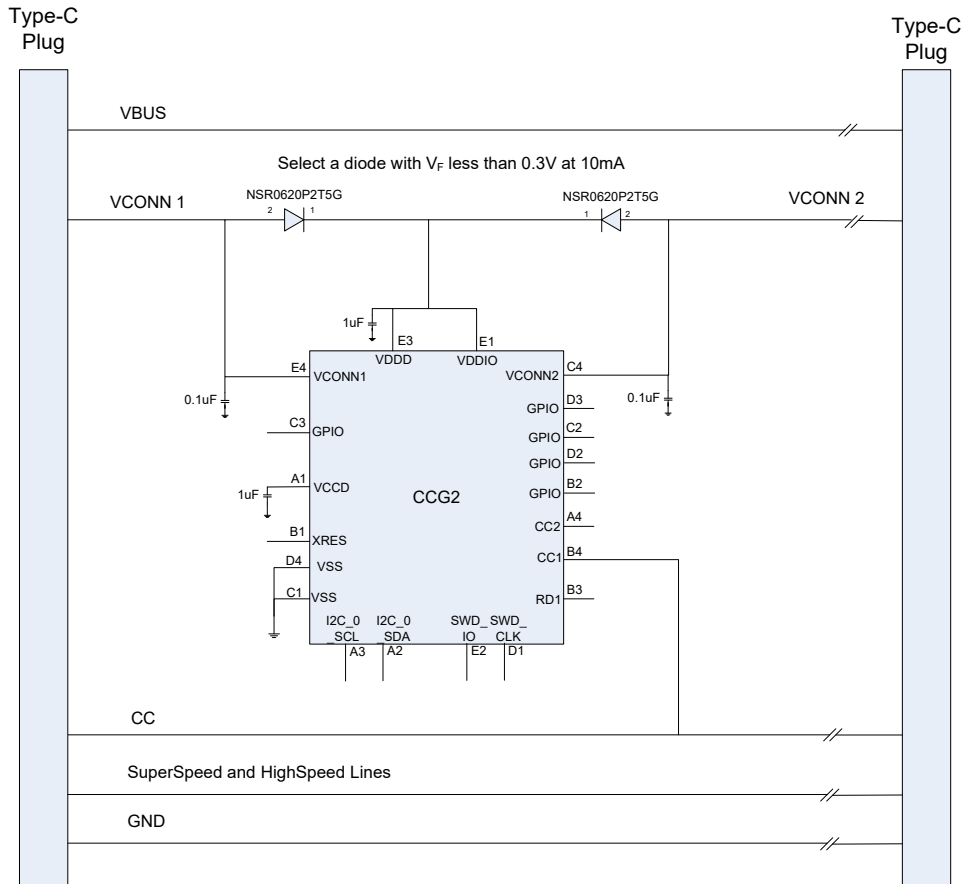 Type-C
Plug
Type-C
Plug
VBUS
Select a diode with VF less than 0.3V at 10mA
VCONN 1
NSR0620P2T5G
2
1
NSR0620P2T5G
1
2
VCONN 2
1uF
E3
E1
VDDD
VDDIO
E4
VCONN1
VCONN2
C4
0.1uF
0.1uF
D3
GPIO
C3
GPIO
C2
GPIO
D2
GPIO
A1
VCCD
1uF
CCG2
B2
GPIO
A4
CC2
B1
XRES
B4
CC1
D4
VSS
C1
VSS
B3
RD1
I2C_0
_SCL
I2C_0
_SDA
SWD_
IO
SWD_
CLK
A3
A2
E2
D1
CC
SuperSpeed and HighSpeed Lines
GND